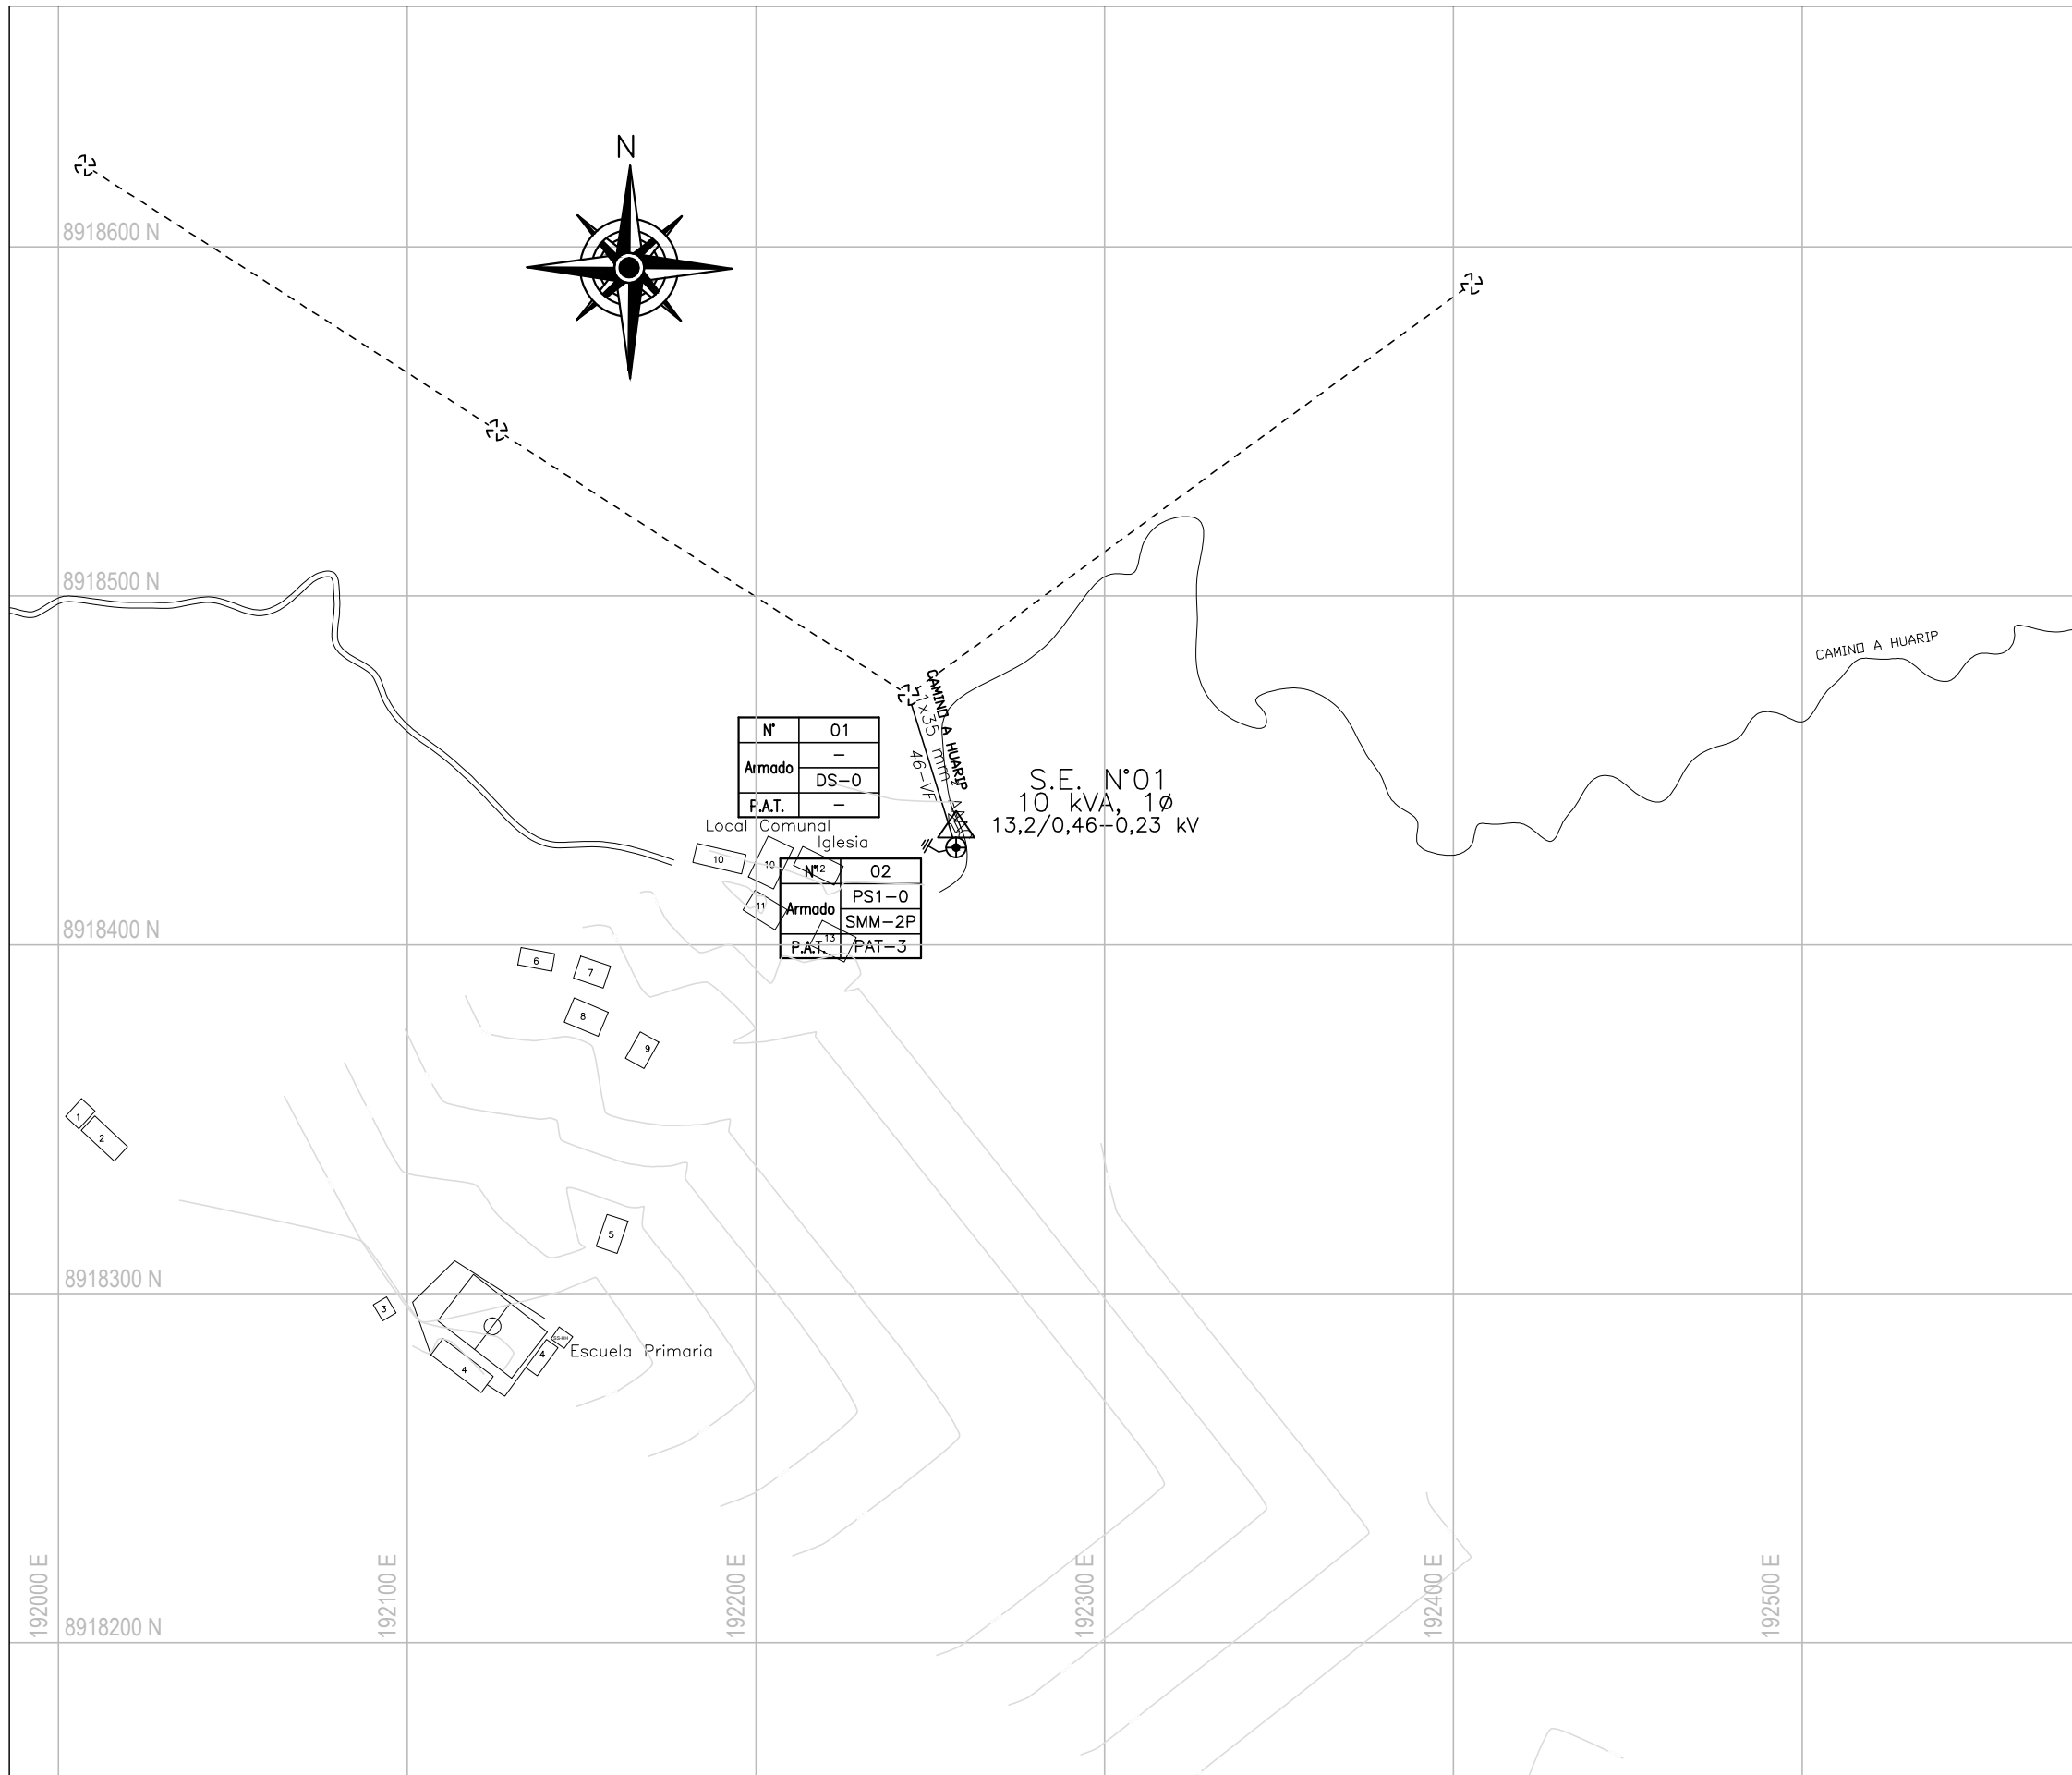 N
8918600 N
8918500 N
CAMINO A HUARIP
CAMINO A HUARIP
1x35 mm²
46-VF
N° 01
Armado –
DS-0
P.A.T. –
S.E. N°01
10 kVA, 1ø
13,2/0,46-0,23 kV
Local Comunal
Iglesia
10
10
12
N° 02
Armado PS1-0
SMM-2P
P.A.T. PAT-3
11
13
8918400 N
6
7
8
9
1
2
5
8918300 N
3
4
4
Escuela Primaria
192000 E
192100 E
192200 E
192300 E
192400 E
192500 E
8918200 N